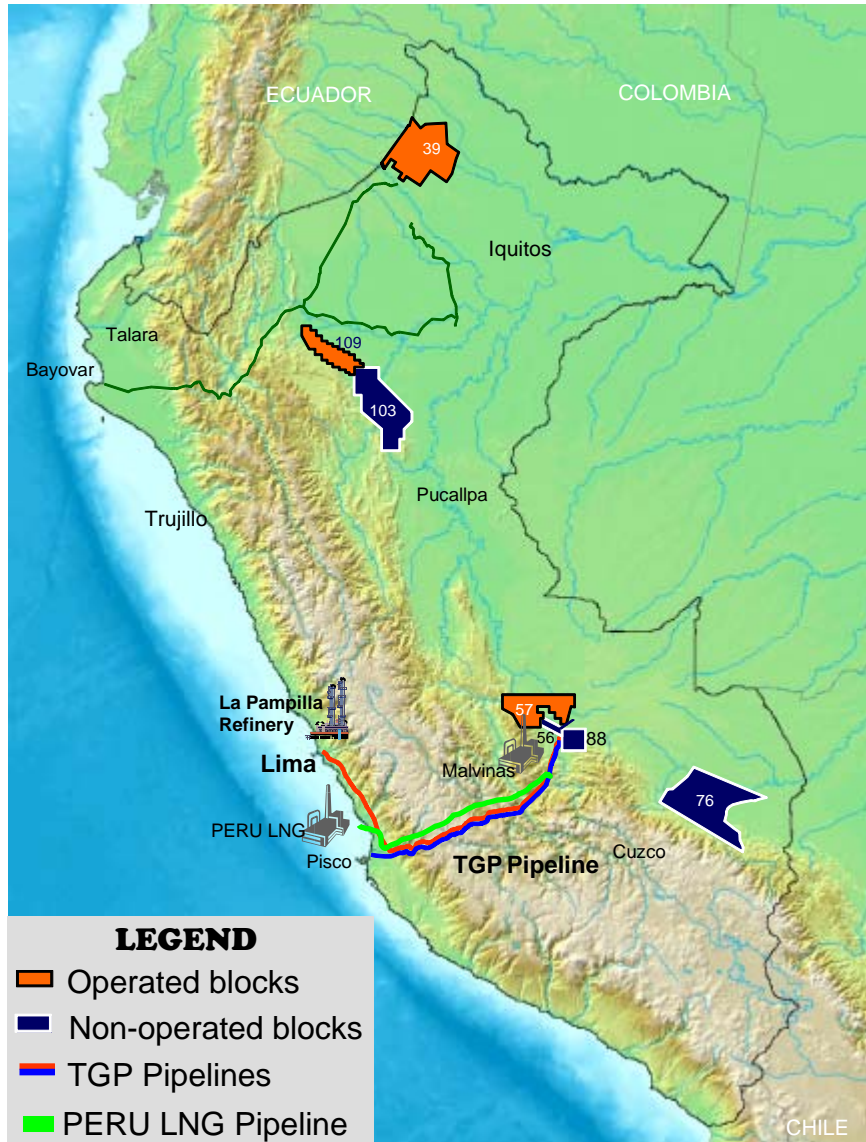 ECUADOR
COLOMBIA
39
Iquitos
Talara
109
Bayovar
103
Pucallpa
Trujillo
La Pampilla
Refinery
57
56
88
Lima
Malvinas
76
PERU LNG
Cuzco
Pisco
TGP Pipeline
LEGEND
Operated blocks
Non-operated blocks
TGP Pipelines
PERU LNG Pipeline
CHILE